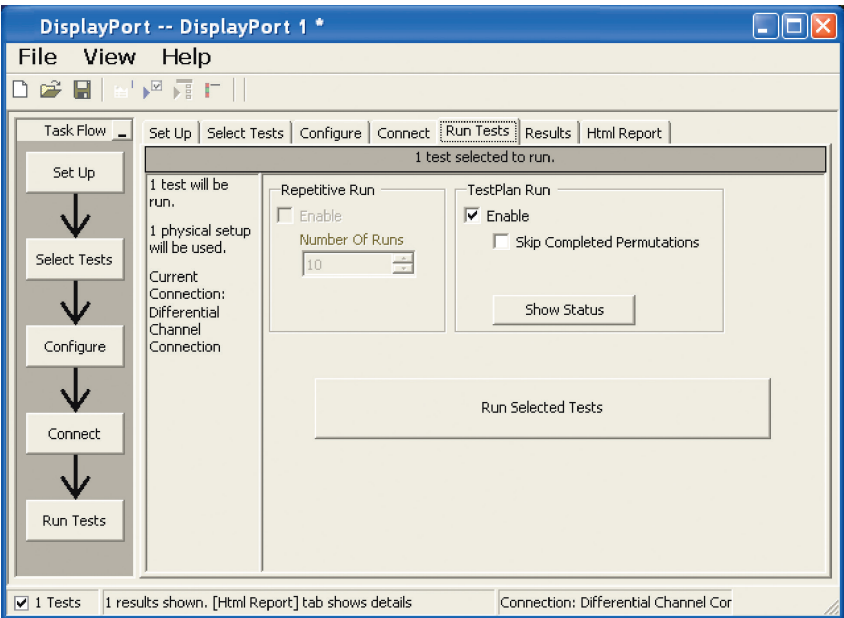 DisplayPort -- DisplayPort 1 *
File View Help
Task Flow
Set Up
Select Tests
Configure
Connect
Run Tests
Set Up Select Tests Configure Connect Run Tests Results Html Report
1 test selected to run.
1 test will be
run.
1 physical setup
will be used.
Current
Connection:
Differential
Channel
Connection
Repetitive Run
Enable
Number Of Runs
10
TestPlan Run
Enable
Skip Completed Permutations
Show Status
Run Selected Tests
1 Tests
1 results shown. [Html Report] tab shows details
Connection: Differential Channel Cor